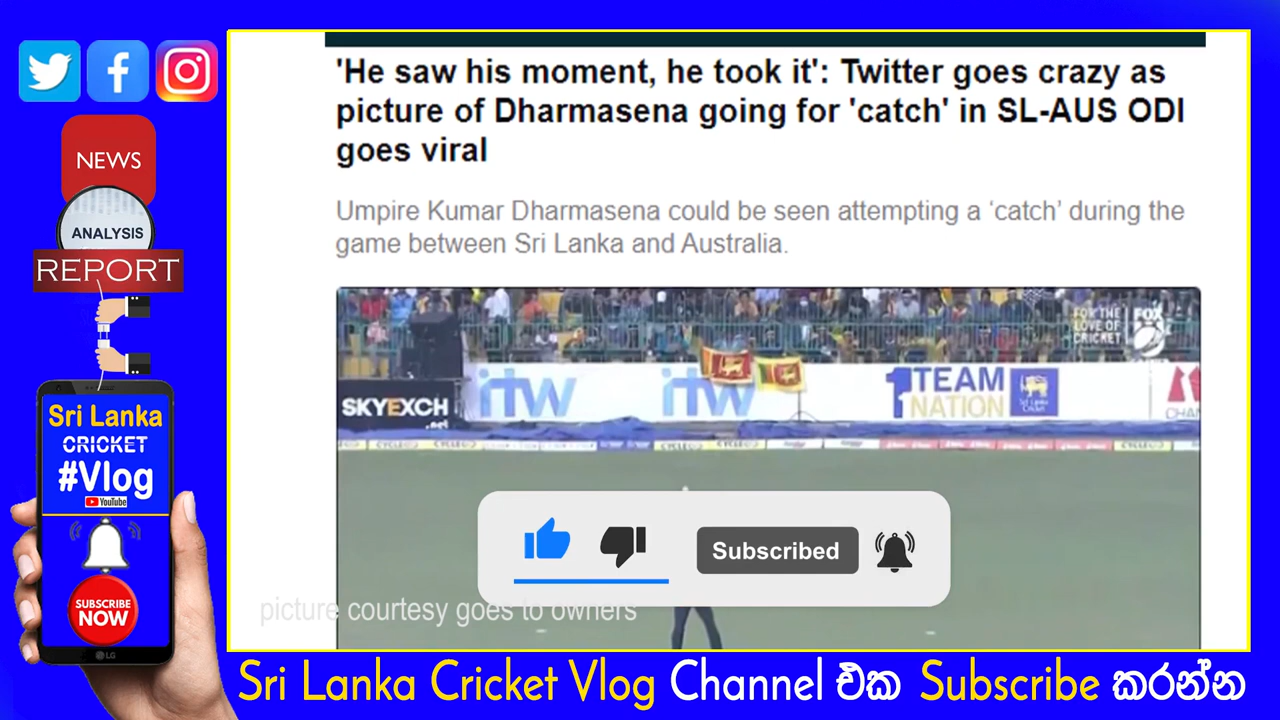 'He saw his moment, he took it': Twitter goes crazy as
picture of Dharmasena going for 'catch' in SL-AUS ODI
goes viral
Umpire Kumar Dharmasena could be seen attempting a ‘catch’ during the
game between Sri Lanka and Australia.
NEWS
ANALYSIS
REPORT
FOR THE
LOVE OF
CRICKET
FOX
SKYEXCH
.net
itw
itw
1 TEAM
NATION
Sri Lanka
Cricket
Sri Lanka
CRICKET
#Vlog
YouTube
SUBSCRIBE
NOW
LG
Subscribed
picture courtesy goes to owners
Sri Lanka Cricket Vlog Channel එක Subscribe කරන්න